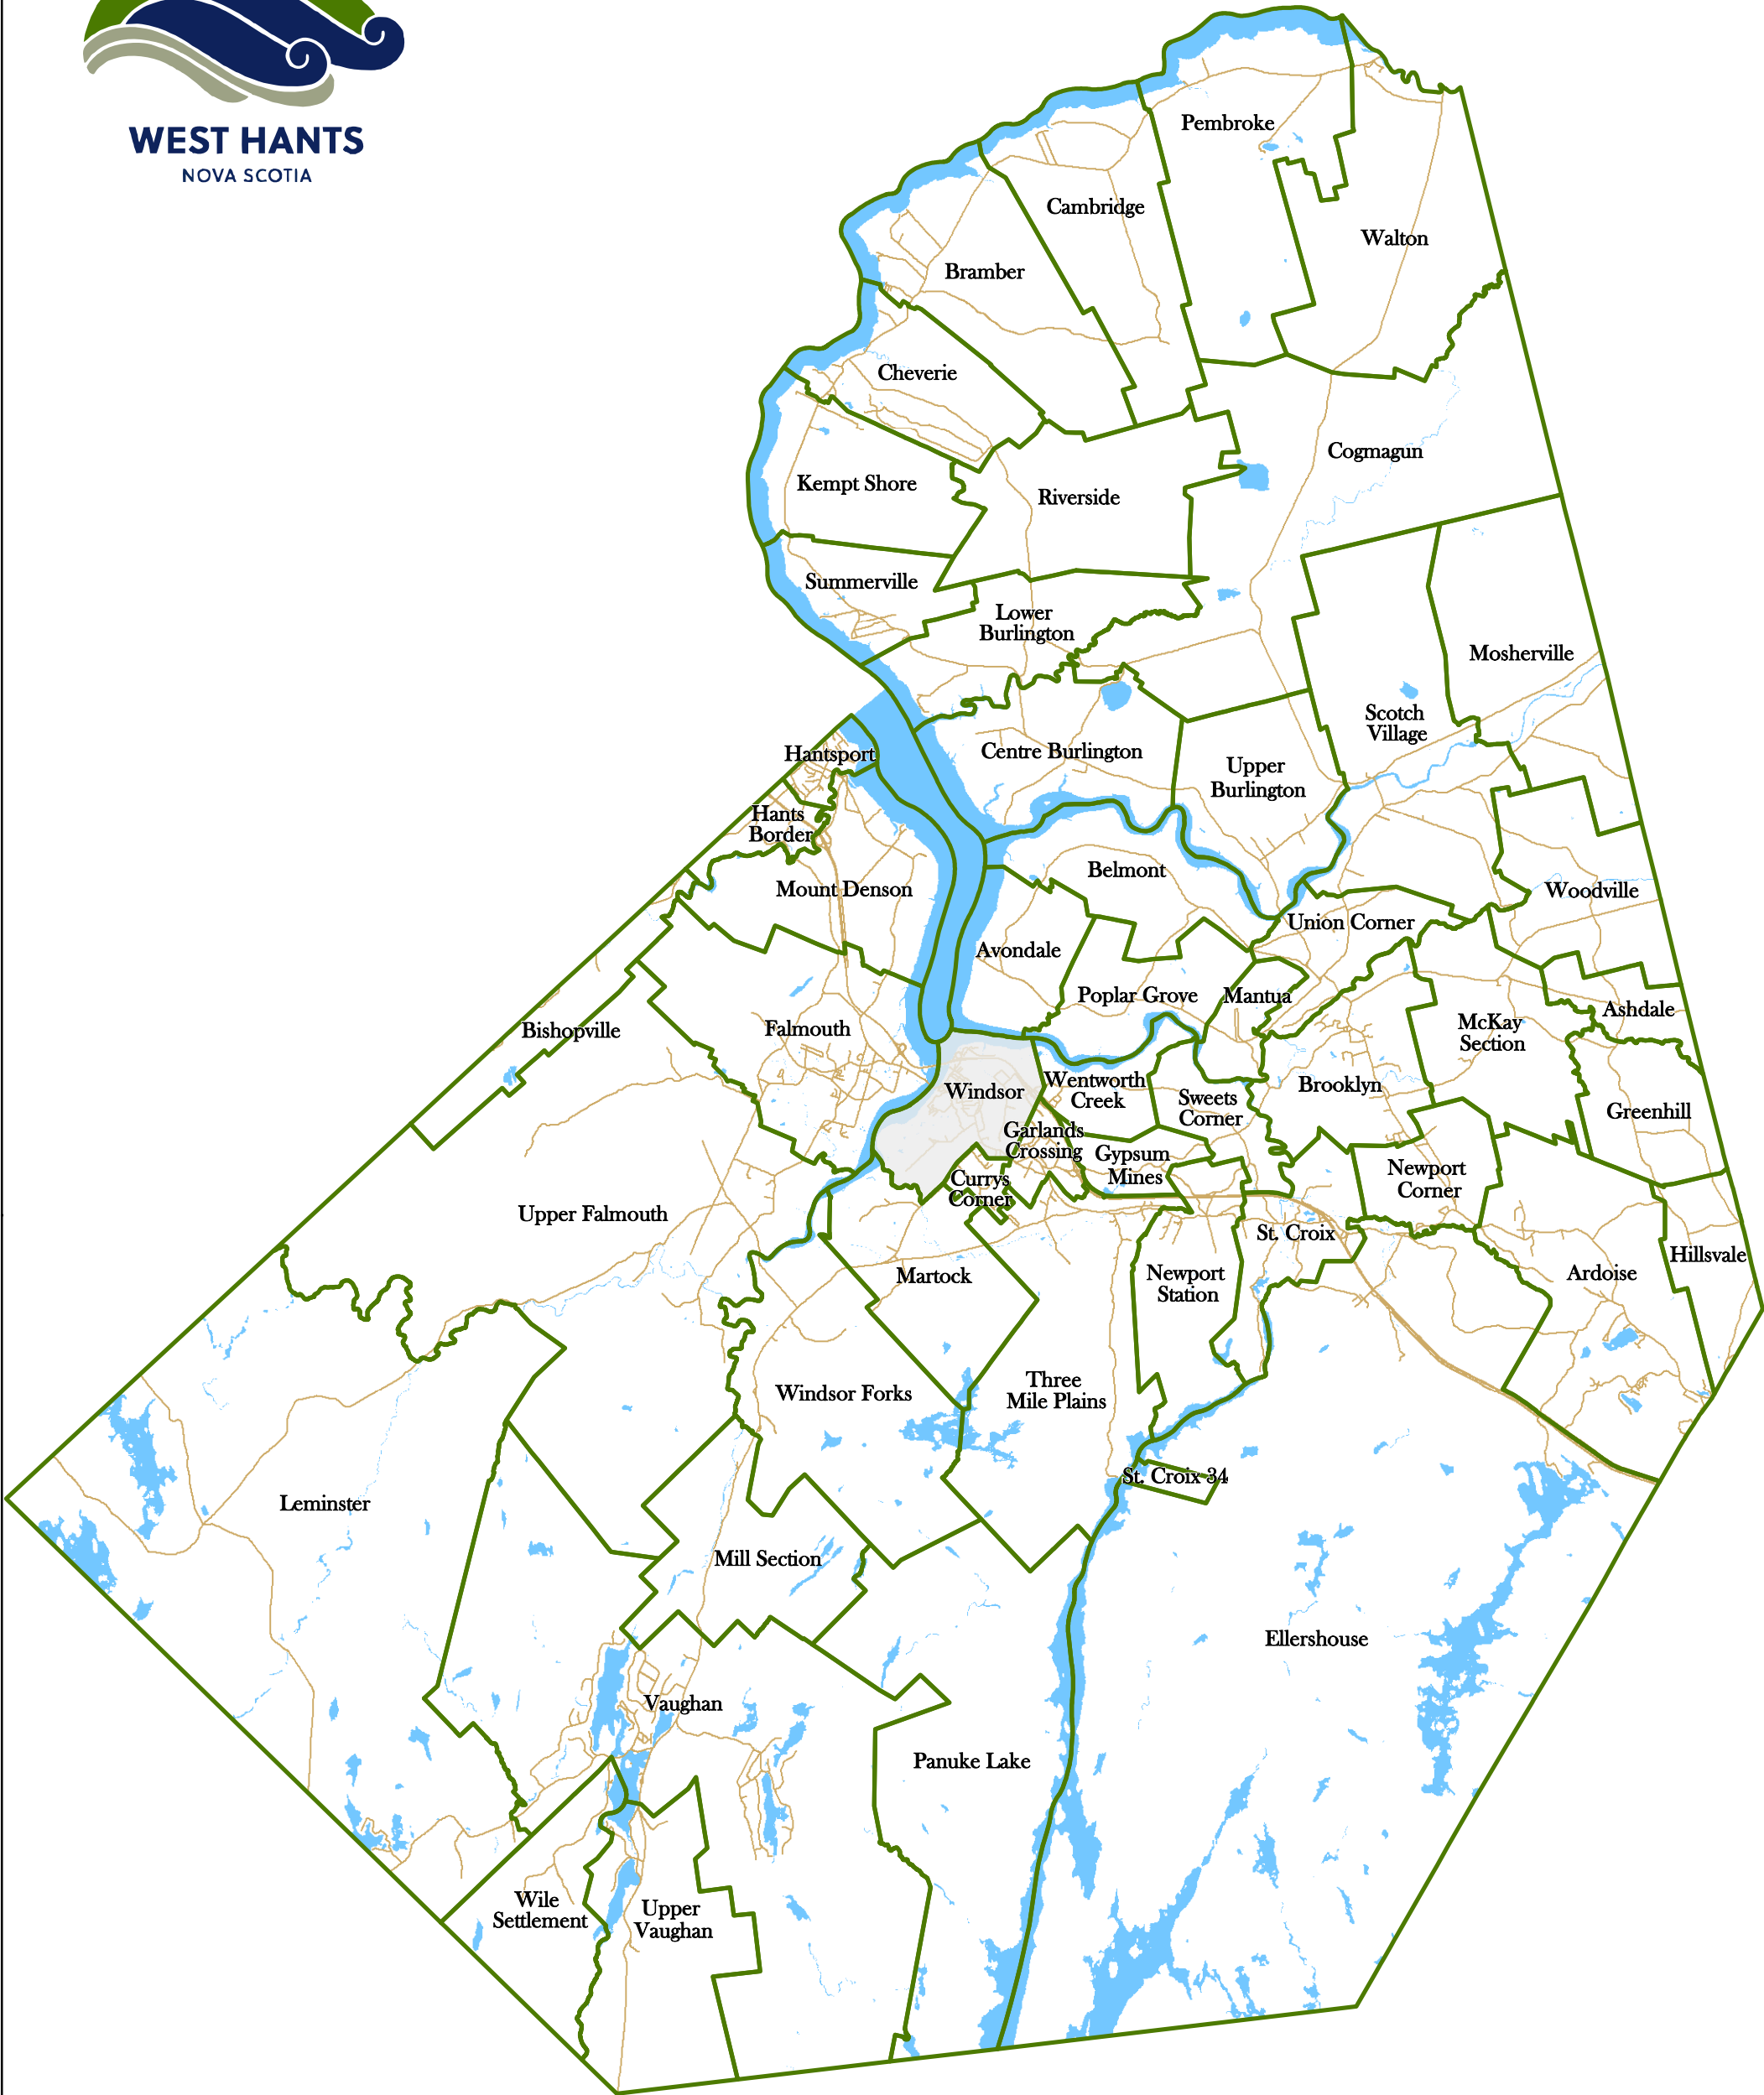 WEST HANTS
NOVA SCOTIA
Pembroke
Cambridge
Walton
Bramber
Cheverie
Cogmagun
Kempt Shore
Riverside
Summerville
Lower
Burlington
Mosherville
Scotch
Village
Hantsport
Centre Burlington
Upper
Burlington
Hants
Border
Belmont
Mount Denson
Woodville
Union Corner
Avondale
Poplar Grove
Mantua
Ashdale
Bishopville
Falmouth
McKay
Section
Windsor
Wentworth
Creek
Brooklyn
Sweets
Corner
Greenhill
Garlands
Crossing
Gypsum
Mines
Newport
Corner
Currys
Corner
Upper Falmouth
St. Croix
Hillsvale
Martock
Newport
Station
Ardoise
Windsor Forks
Three
Mile Plains
St. Croix 34
Leminster
Mill Section
Ellershouse
Vaughan
Panuke Lake
Wile
Settlement
Upper
Vaughan